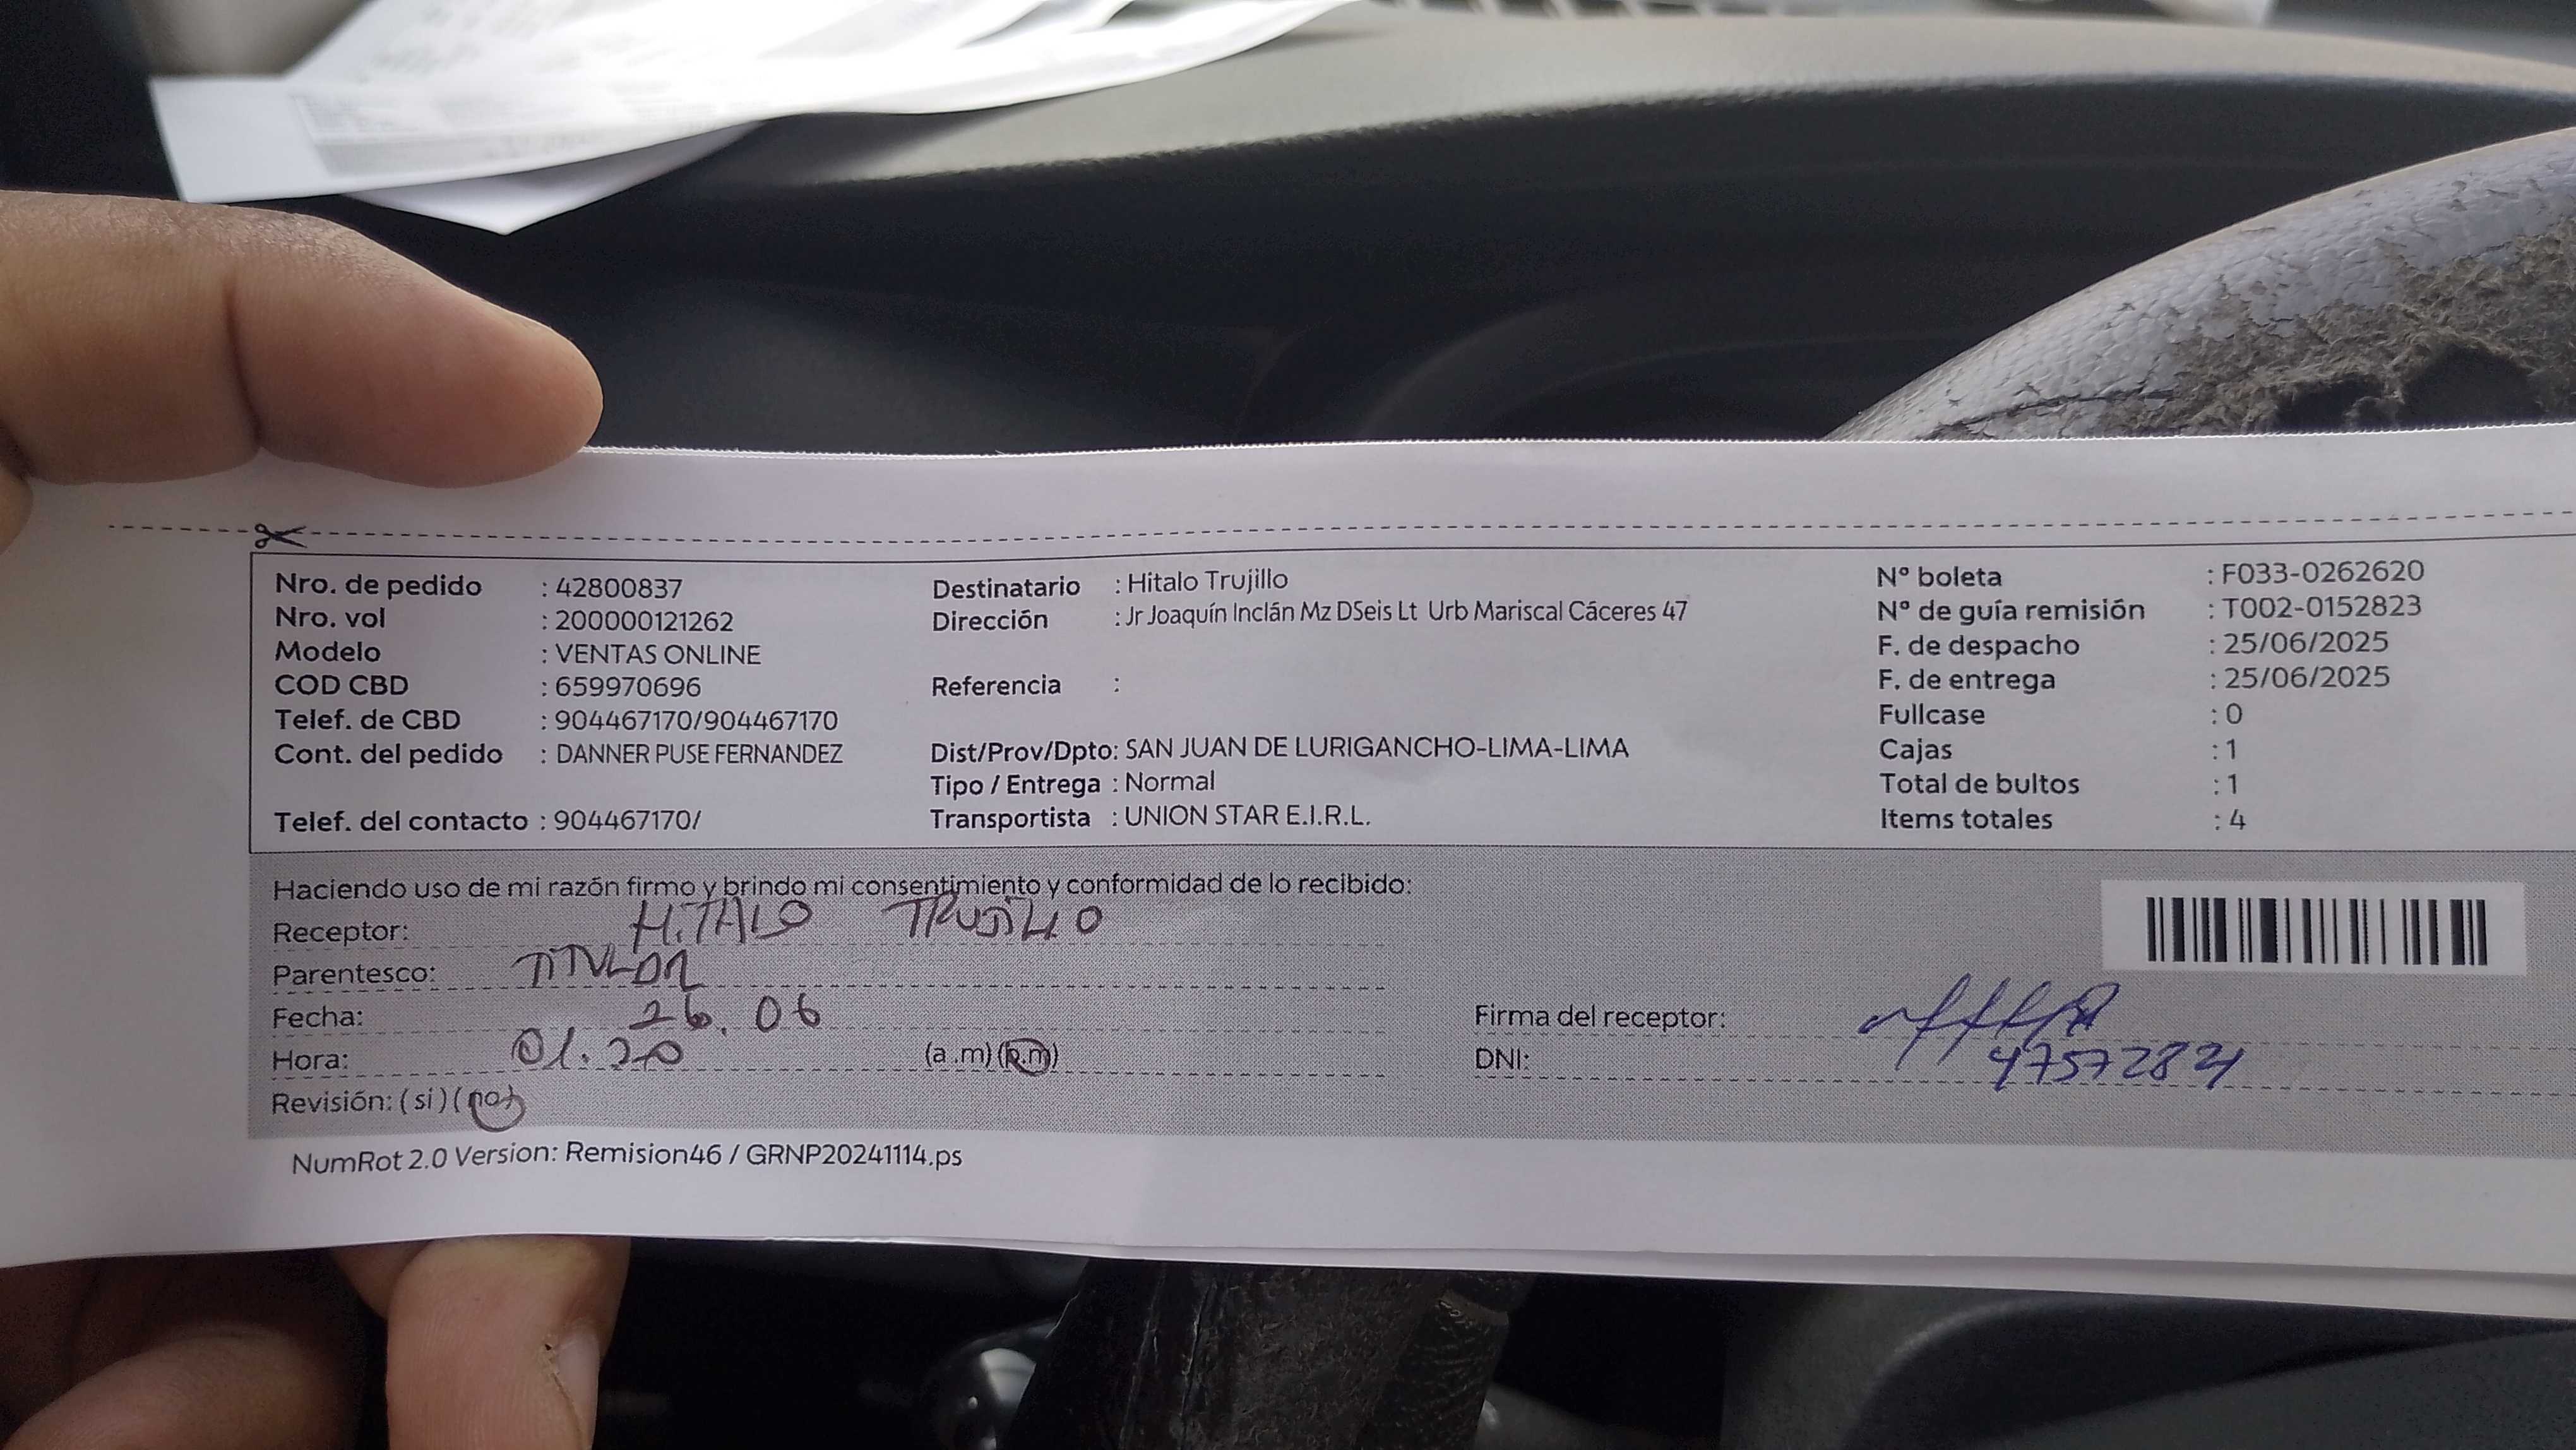 Nro. de pedido : 42800837
Nro. vol : 200000121262
Modelo : VENTAS ONLINE
COD CBD : 659970696
Telef. de CBD : 904467170/904467170
Cont. del pedido : DANNER PUSE FERNANDEZ
Telef. del contacto : 904467170/
Destinatario : Hitalo Trujillo
Dirección : Jr Joaquín Inclán Mz DSeis Lt Urb Mariscal Cáceres 47
Referencia :
Dist/Prov/Dpto: SAN JUAN DE LURIGANCHO-LIMA-LIMA
Tipo / Entrega : Normal
Transportista : UNION STAR E.I.R.L.
N° boleta : F033-0262620
N° de guía remisión : T002-0152823
F. de despacho : 25/06/2025
F. de entrega : 25/06/2025
Fullcase : 0
Cajas : 1
Total de bultos : 1
Items totales : 4
Haciendo uso de mi razón firmo y brindo mi consentimiento y conformidad de lo recibido:
Receptor: HITALO TRUJILLO
Parentesco: TITULAR
Fecha: 26.06
Hora: 01.20 (a.m) (p.m)
Revisión: (si) (no)
Firma del receptor:
DNI:
NumRot 2.0 Version: Remision46 / GRNP20241114.ps